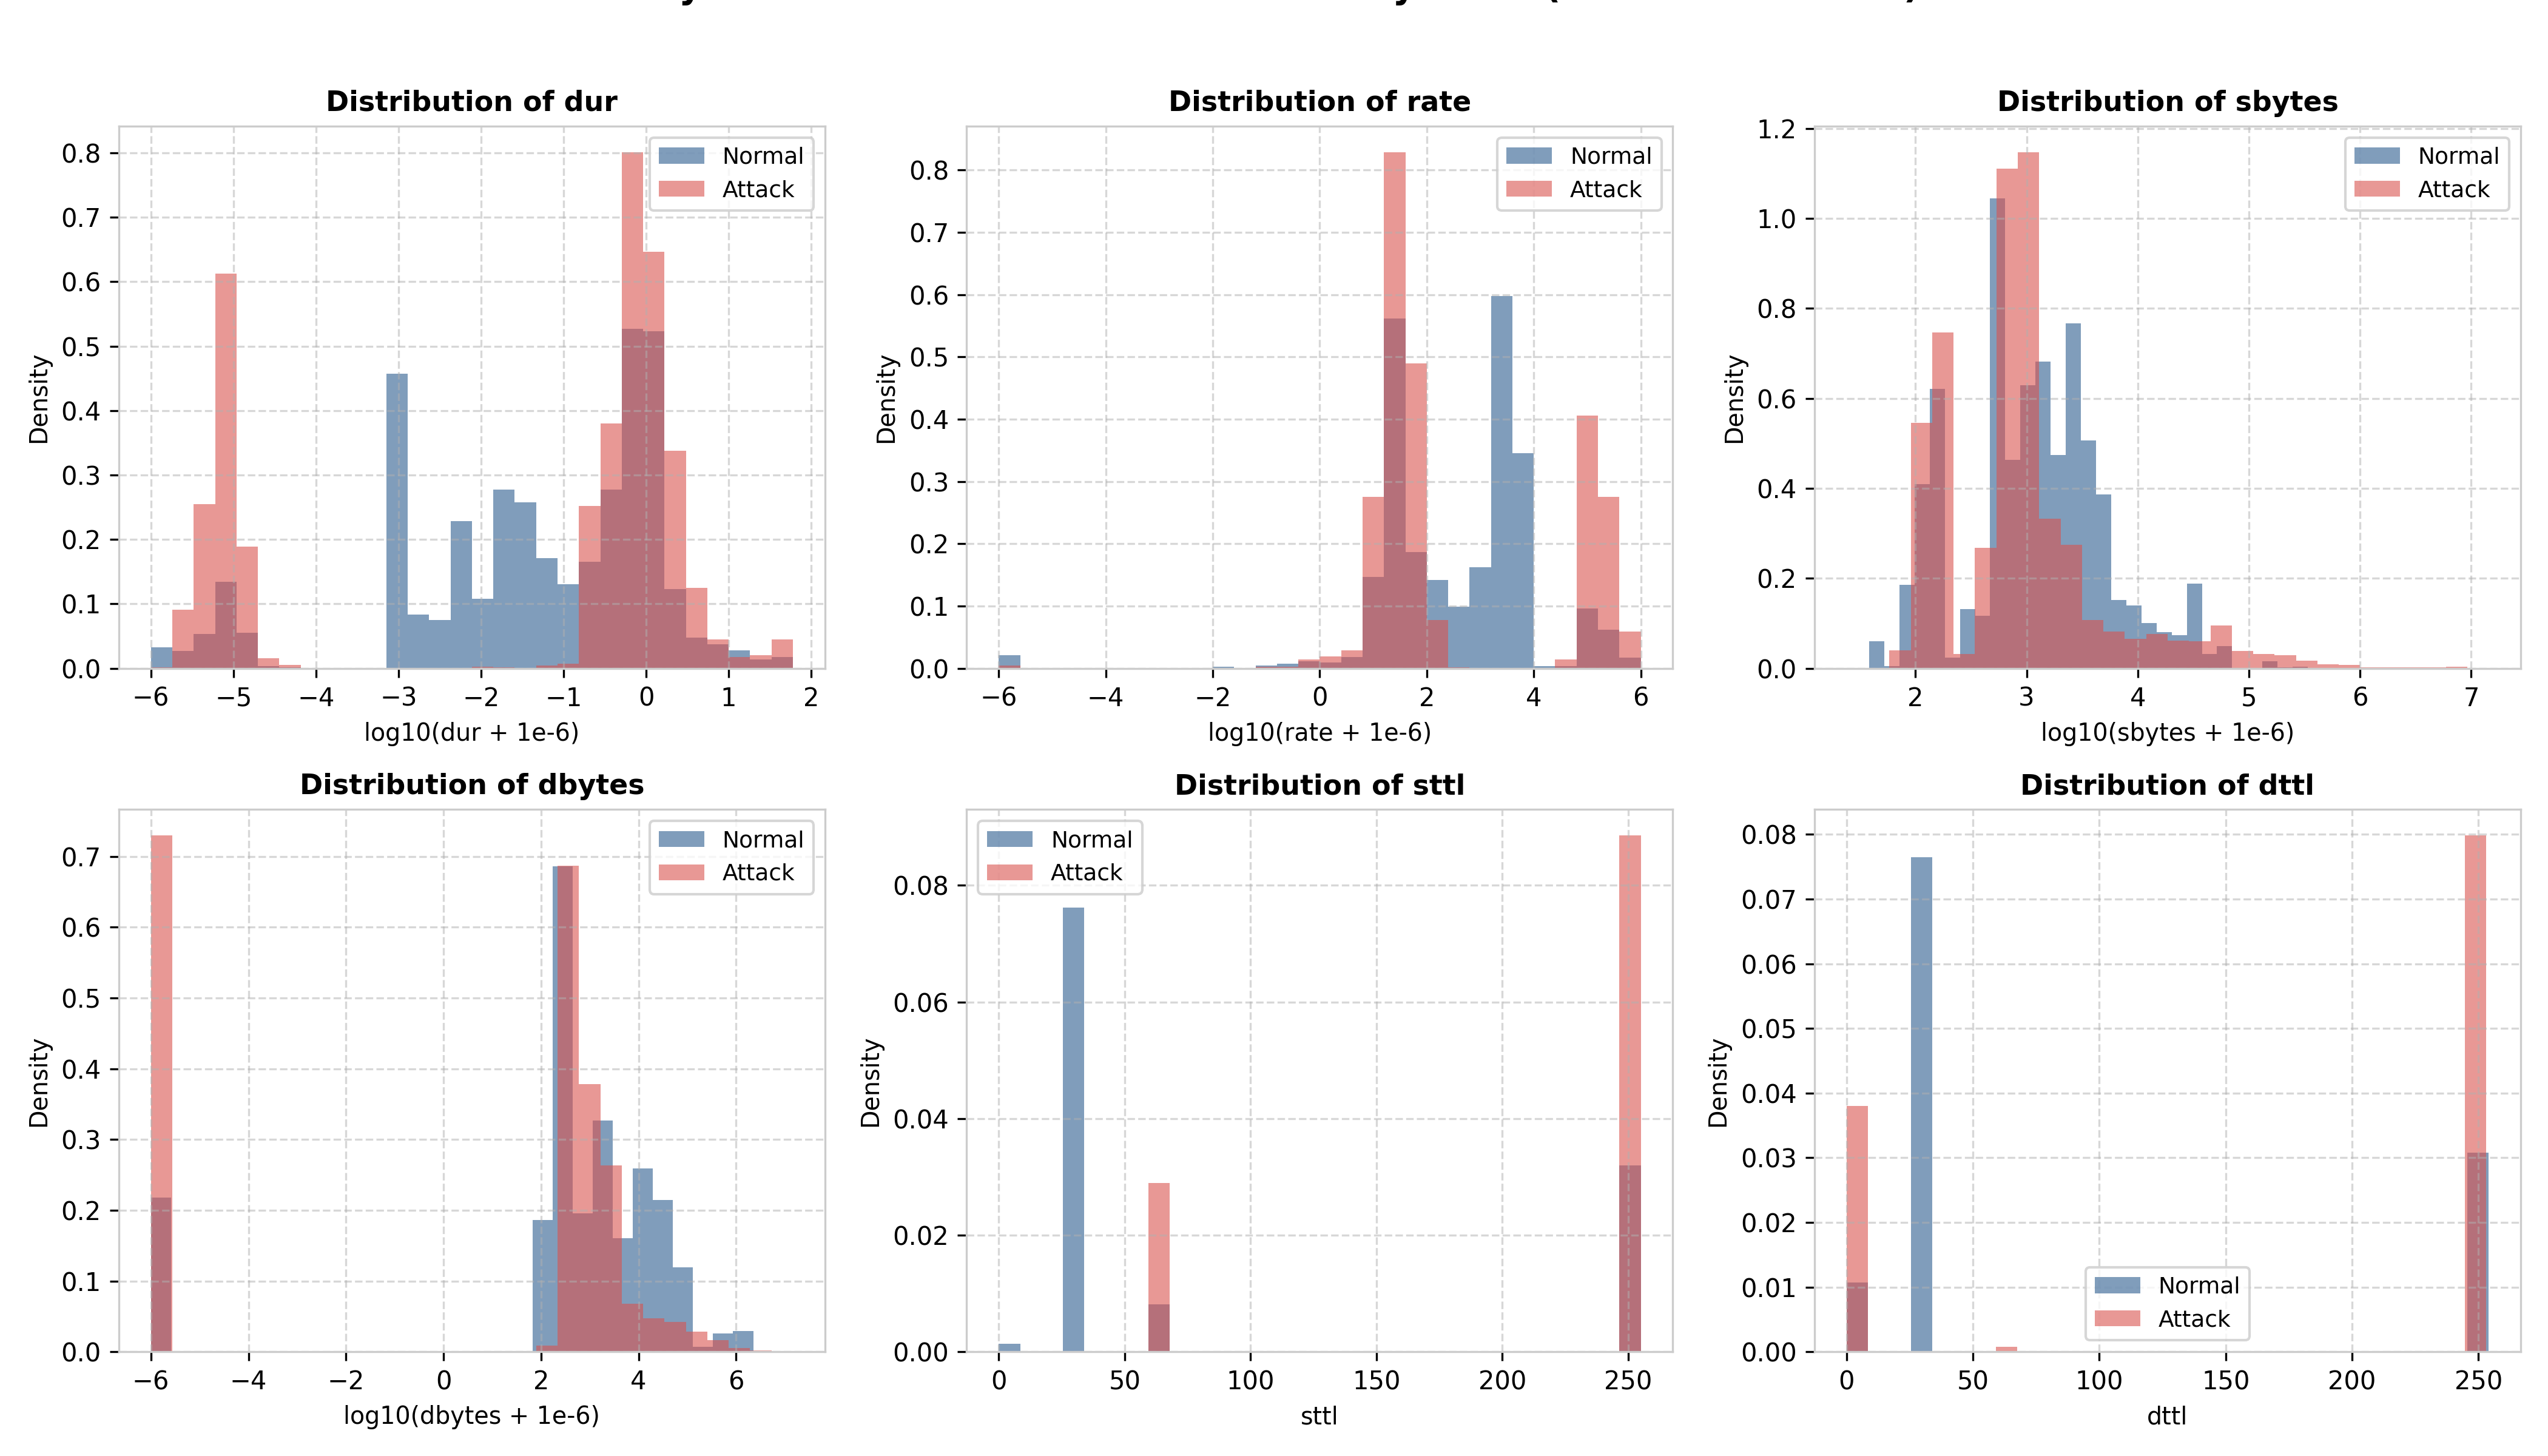 Distribution of dur
0.8
0.7
0.6
0.5
0.4
0.3
0.2
0.1
0.0
Density
Normal
Attack
−6 −5 −4 −3 −2 −1 0 1 2
log10(dur + 1e-6)
Distribution of rate
0.8
0.7
0.6
0.5
0.4
0.3
0.2
0.1
0.0
Density
Normal
Attack
−6 −4 −2 0 2 4 6
log10(rate + 1e-6)
Distribution of sbytes
1.2
1.0
0.8
0.6
0.4
0.2
0.0
Density
Normal
Attack
2 3 4 5 6 7
log10(sbytes + 1e-6)
Distribution of dbytes
0.7
0.6
0.5
0.4
0.3
0.2
0.1
0.0
Density
Normal
Attack
−6 −4 −2 0 2 4 6
log10(dbytes + 1e-6)
Distribution of sttl
0.08
0.06
0.04
0.02
0.00
Density
Normal
Attack
0 50 100 150 200 250
sttl
Distribution of dttl
0.08
0.07
0.06
0.05
0.04
0.03
0.02
0.01
0.00
Density
Normal
Attack
0 50 100 150 200 250
dttl